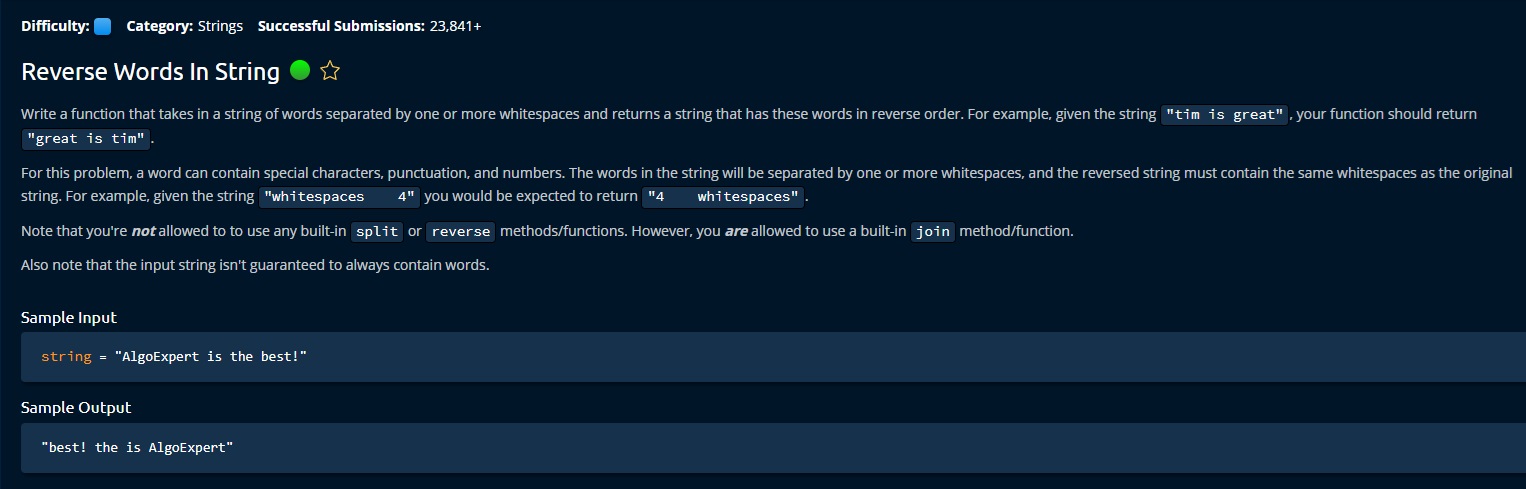 Difficulty: Category: Strings Successful Submissions: 23,841+
Reverse Words In String
Write a function that takes in a string of words separated by one or more whitespaces and returns a string that has these words in reverse order. For example, given the string "tim is great", your function should return
"great is tim".
For this problem, a word can contain special characters, punctuation, and numbers. The words in the string will be separated by one or more whitespaces, and the reversed string must contain the same whitespaces as the original
string. For example, given the string "whitespaces    4" you would be expected to return "4    whitespaces".
Note that you're not allowed to to use any built-in split or reverse methods/functions. However, you are allowed to use a built-in join method/function.
Also note that the input string isn't guaranteed to always contain words.
Sample Input
string = "AlgoExpert is the best!"
Sample Output
"best! the is AlgoExpert"